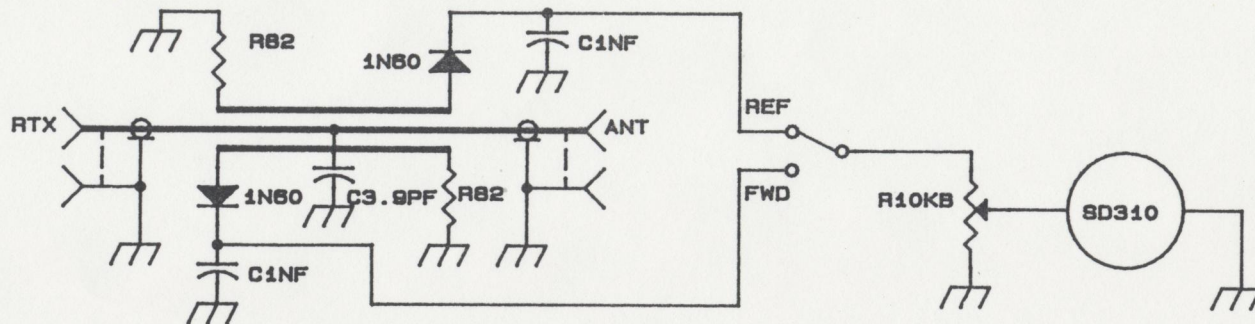 R82
1N60
C1NF
REF
RTX
ANT
FWD
1N60
C3.9PF
R82
R10KB
SD310
C1NF